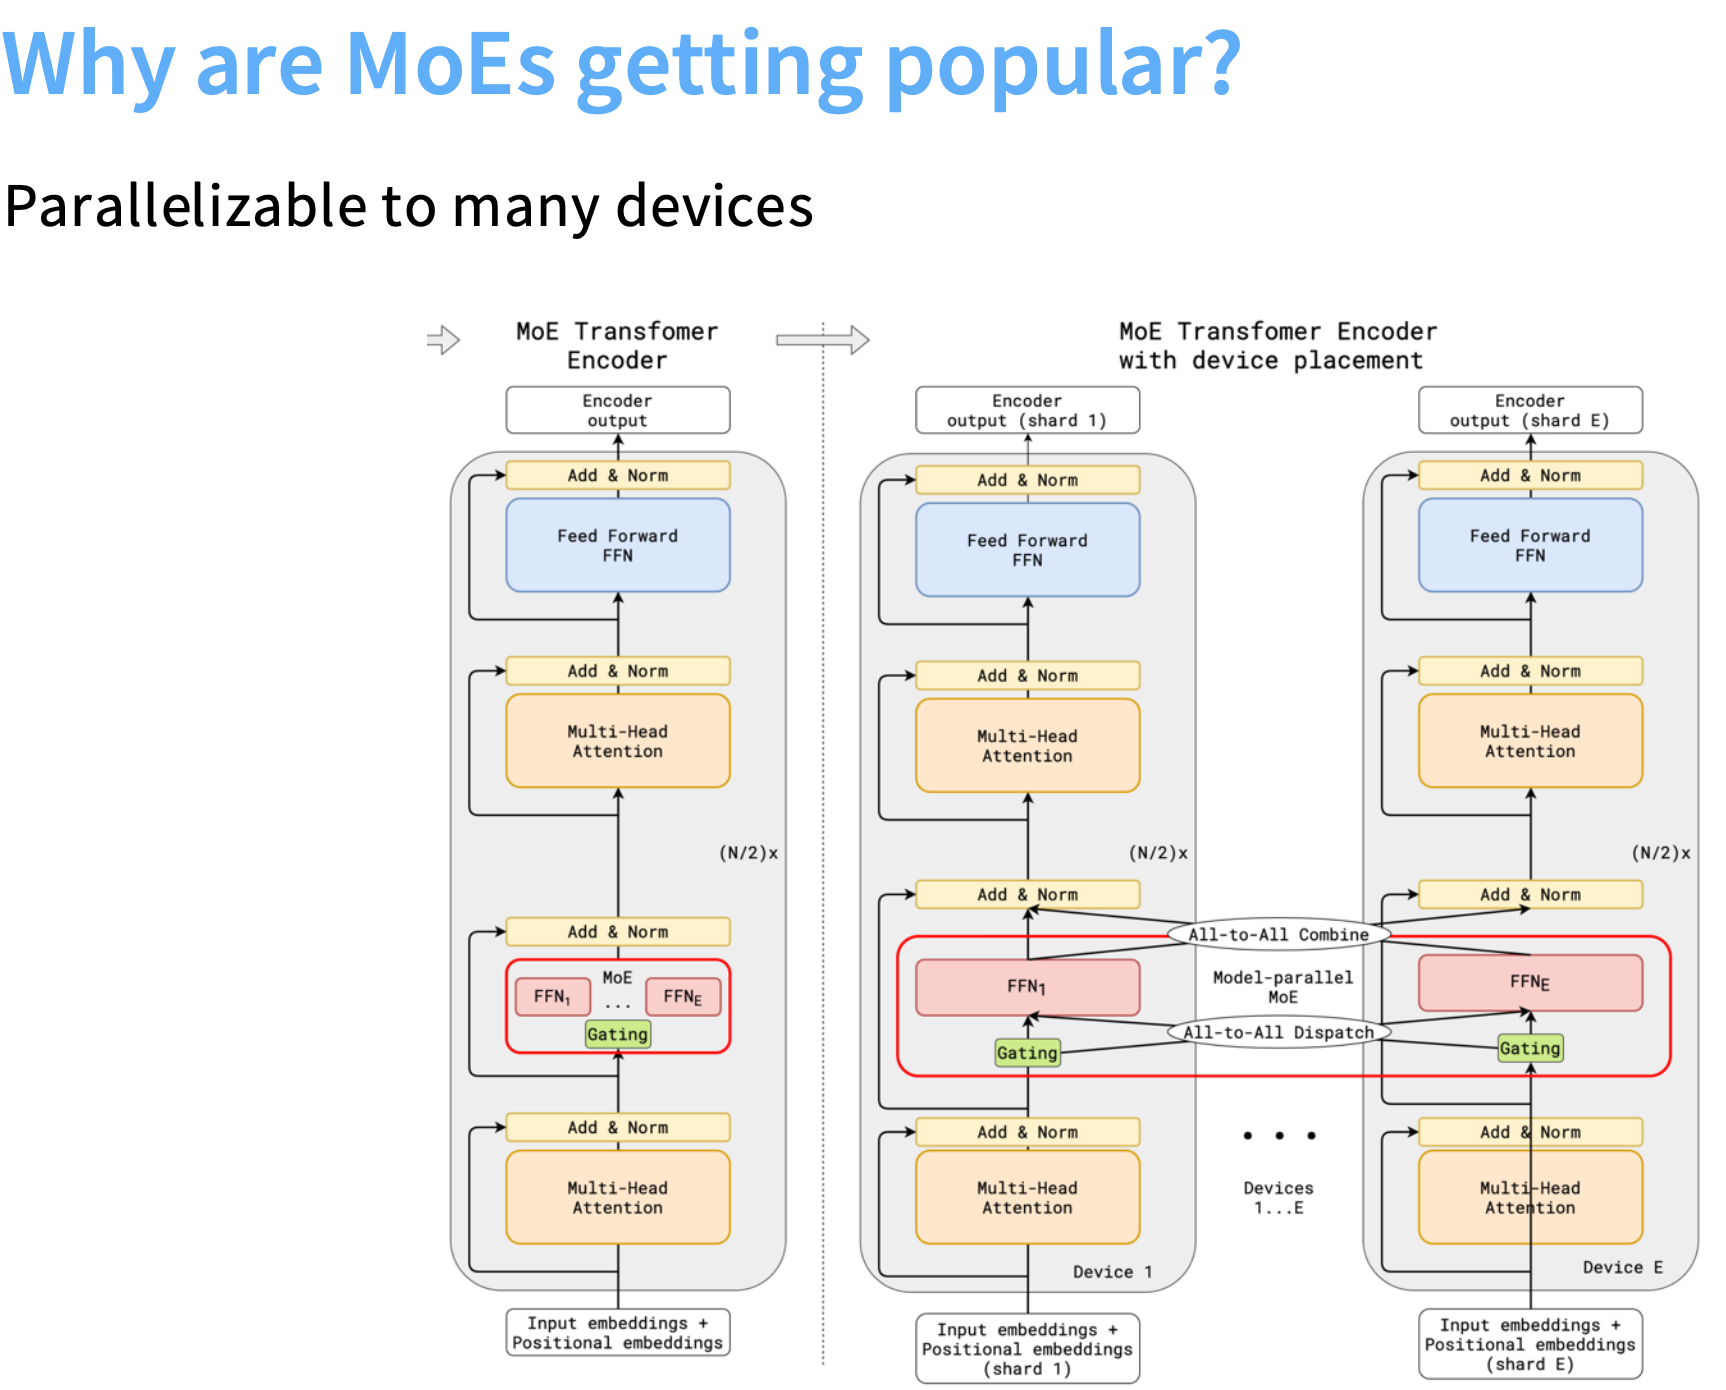 Why are MoEs getting popular?
Parallelizable to many devices
MoE Transfomer
Encoder
Encoder
output
Add & Norm
Feed Forward
FFN
Add & Norm
Multi-Head
Attention
(N/2)x
Add & Norm
MoE
FFN1 ... FFNE
Gating
Add & Norm
Multi-Head
Attention
Input embeddings +
Positional embeddings
MoE Transfomer Encoder
with device placement
Encoder
output (shard 1)
Add & Norm
Feed Forward
FFN
Add & Norm
Multi-Head
Attention
(N/2)x
Add & Norm
FFN1
Gating
Add & Norm
Multi-Head
Attention
Device 1
Input embeddings +
Positional embeddings
(shard 1)
All-to-All Combine
Model-parallel
MoE
All-to-All Dispatch
Devices
1...E
Encoder
output (shard E)
Add & Norm
Feed Forward
FFN
Add & Norm
Multi-Head
Attention
(N/2)x
Add & Norm
FFNE
Gating
Add & Norm
Multi-Head
Attention
Device E
Input embeddings +
Positional embeddings
(shard E)